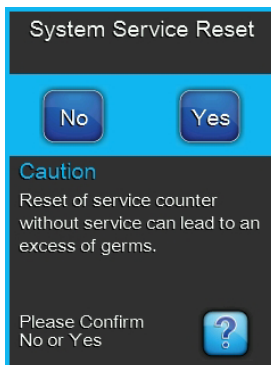 System Service Reset
No Yes
Caution
Reset of service counter
without service can lead to an
excess of germs.
Please Confirm
No or Yes
?